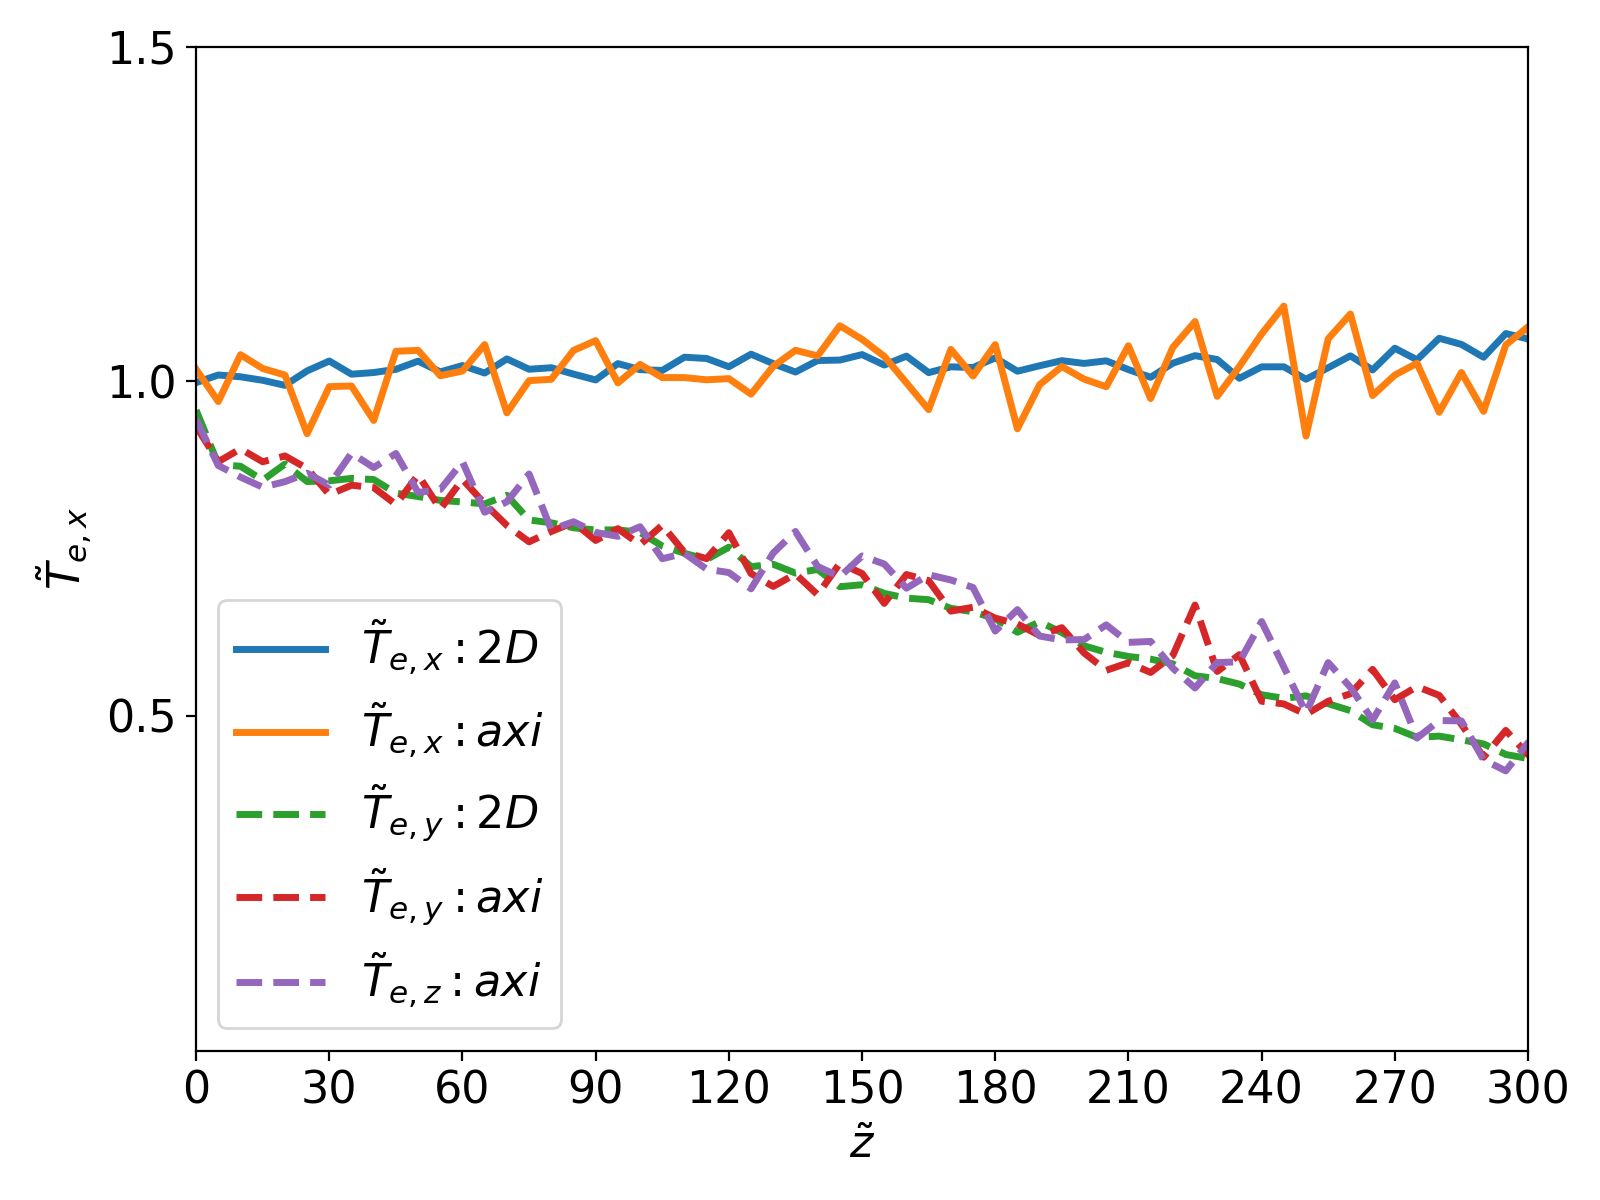 1.5
1.0
0.5
T̃e,x
T̃e,x : 2D
T̃e,x : axi
T̃e,y : 2D
T̃e,y : axi
T̃e,z : axi
0 30 60 90 120 150 180 210 240 270 300
z̃